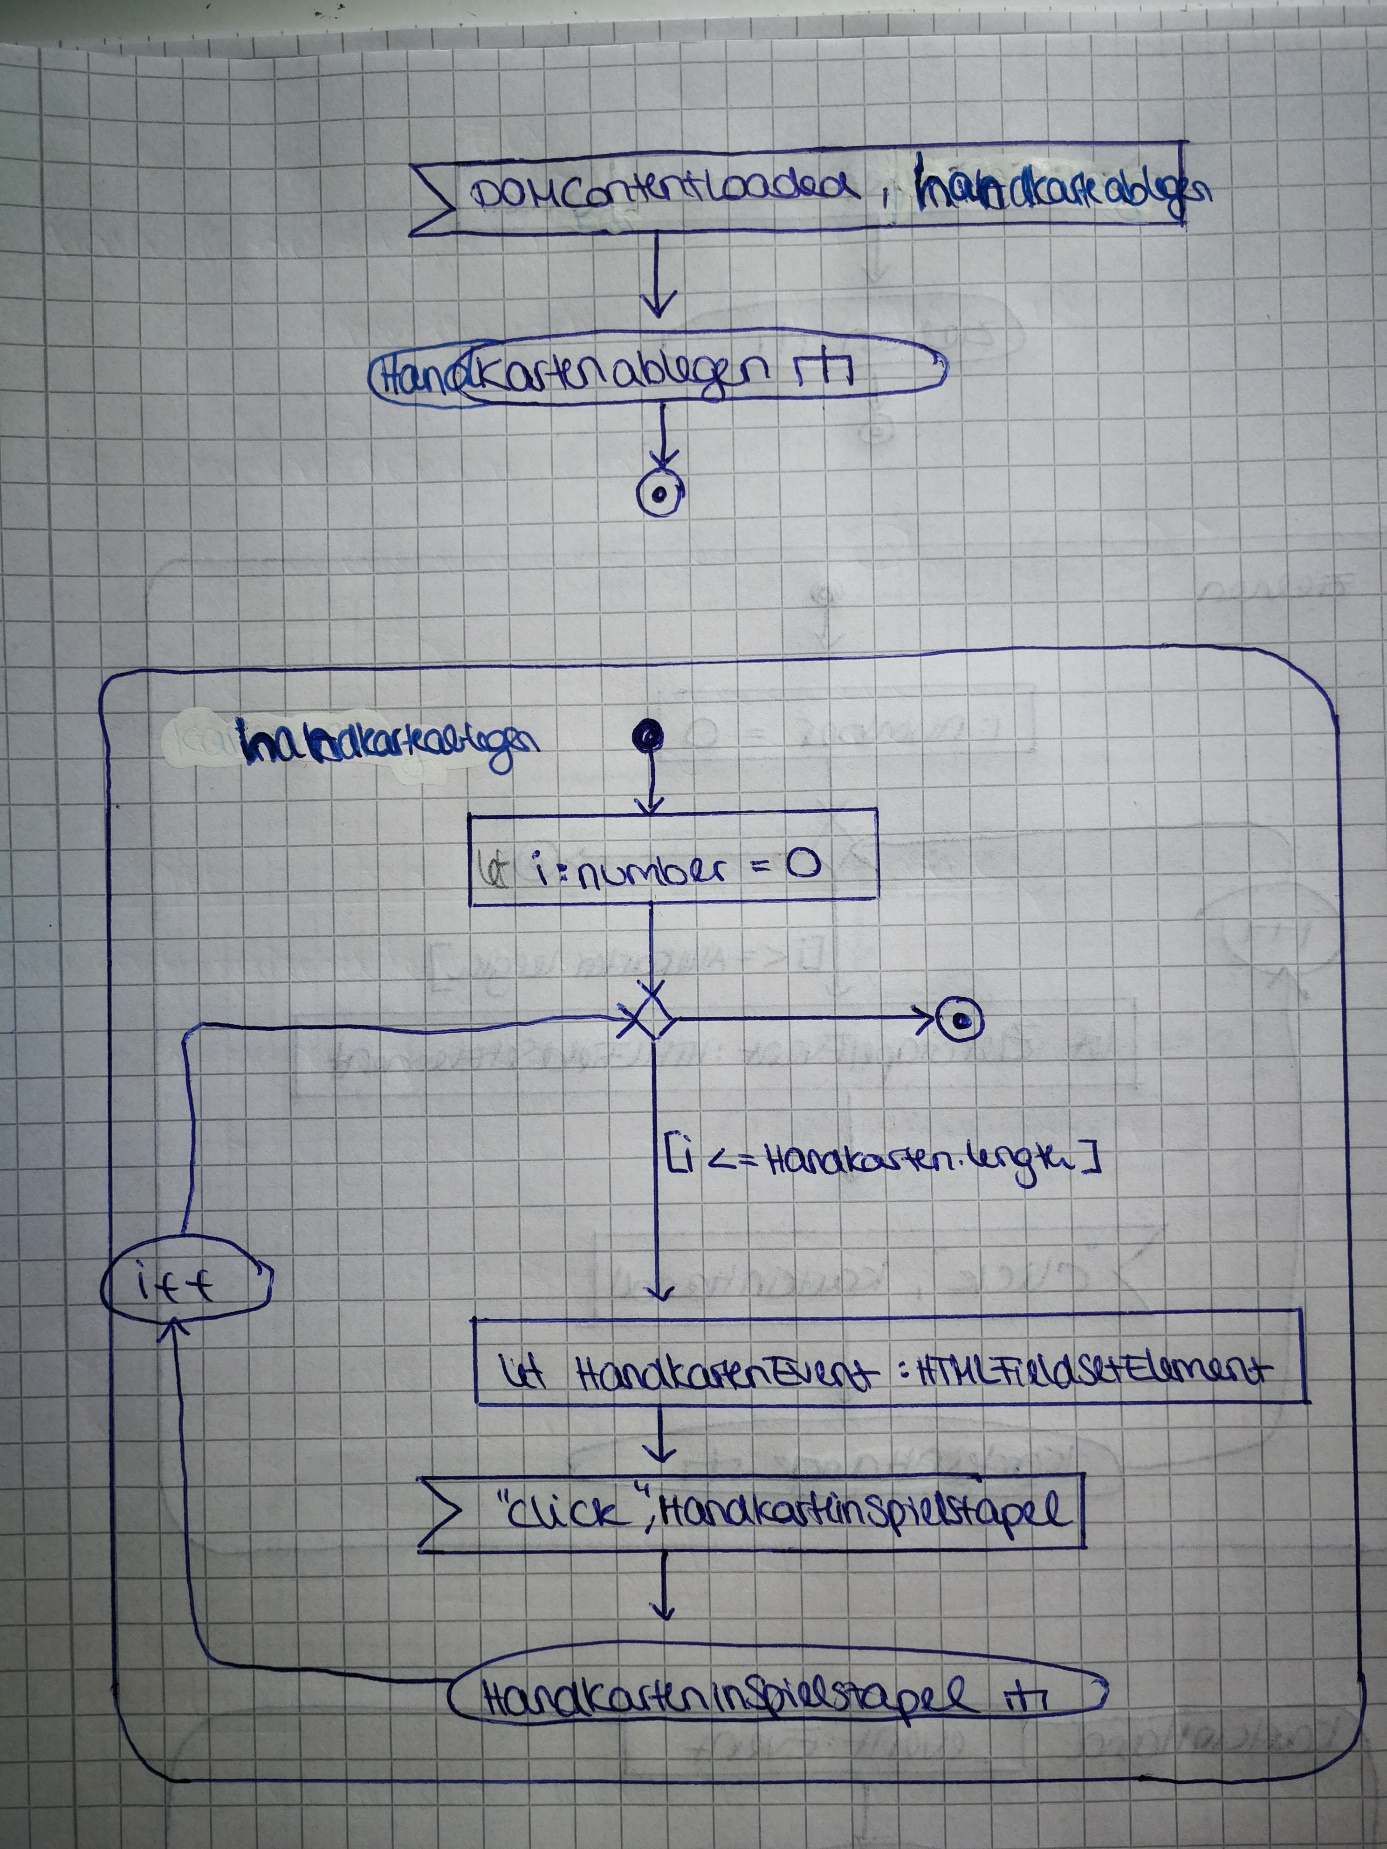 DOMContentLoaded, handkarteablegen
Handkartenablegen
handkarteablegen
let i:number = 0
[i <= Handkarten.length]
i++
let HandkartenEvent : HTMLFieldSetElement
"click", HandkarteinSpielstapel
HandkarteninSpielstapel